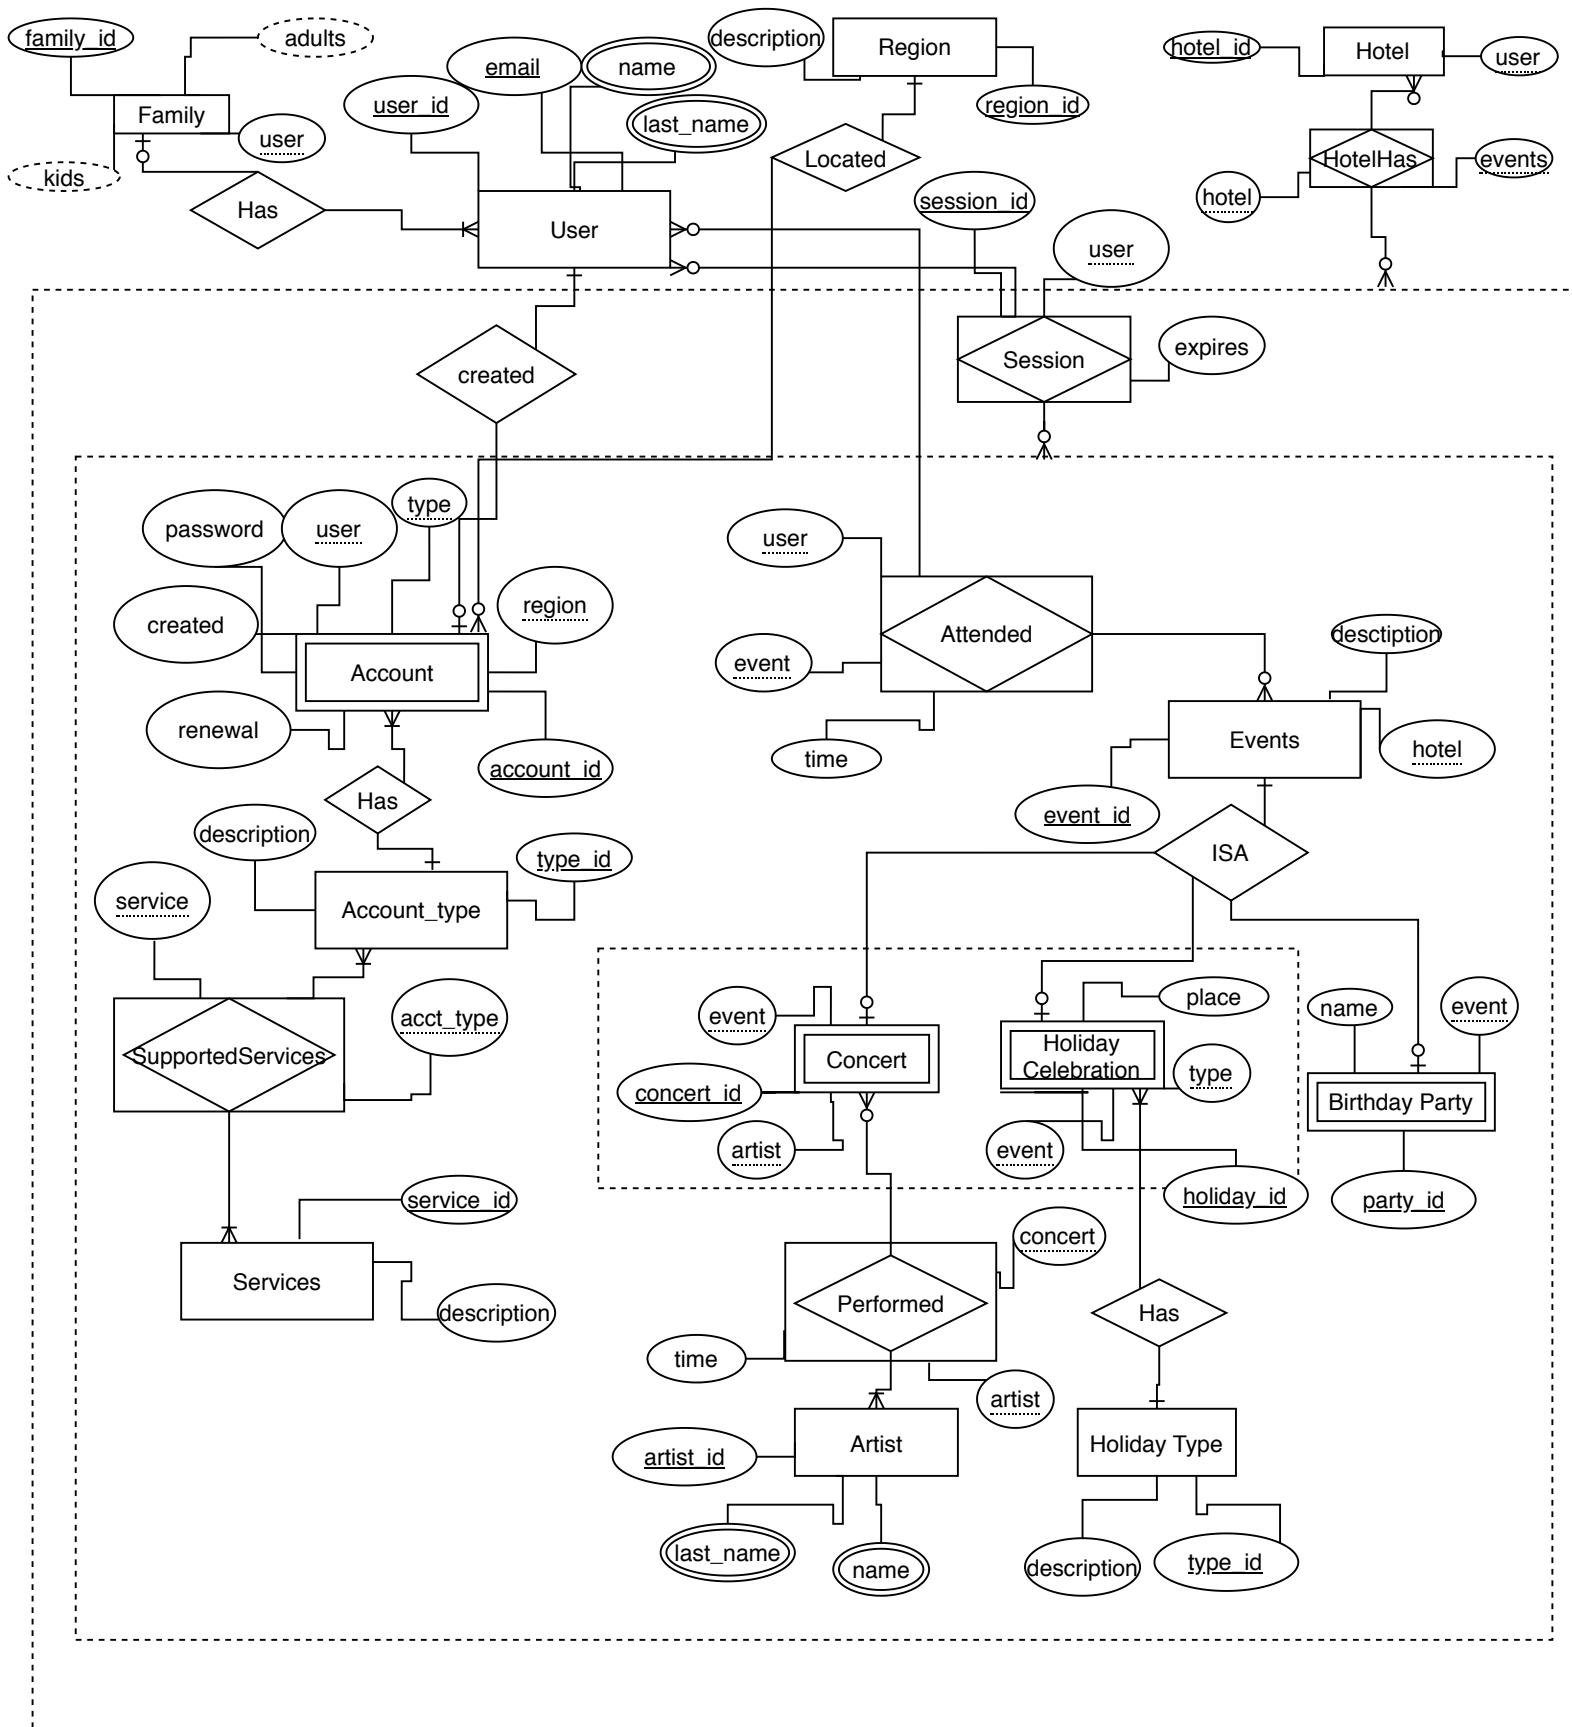 family_id
adults
Family
user
kids
Has
user_id
email
name
last_name
User
description
Region
region_id
Located
hotel_id
Hotel
user
HotelHas
events
hotel
session_id
user
Session
expires
created
password
user
type
created
region
Account
renewal
account_id
Has
description
type_id
Account_type
service
acct_type
SupportedServices
service_id
Services
description
user
Attended
event
time
desctiption
Events
hotel
event_id
ISA
event
Concert
concert_id
artist
place
Holiday
Celebration
type
event
holiday_id
name
event
Birthday Party
party_id
concert
Performed
time
artist
Artist
artist_id
last_name
name
Has
Holiday Type
description
type_id